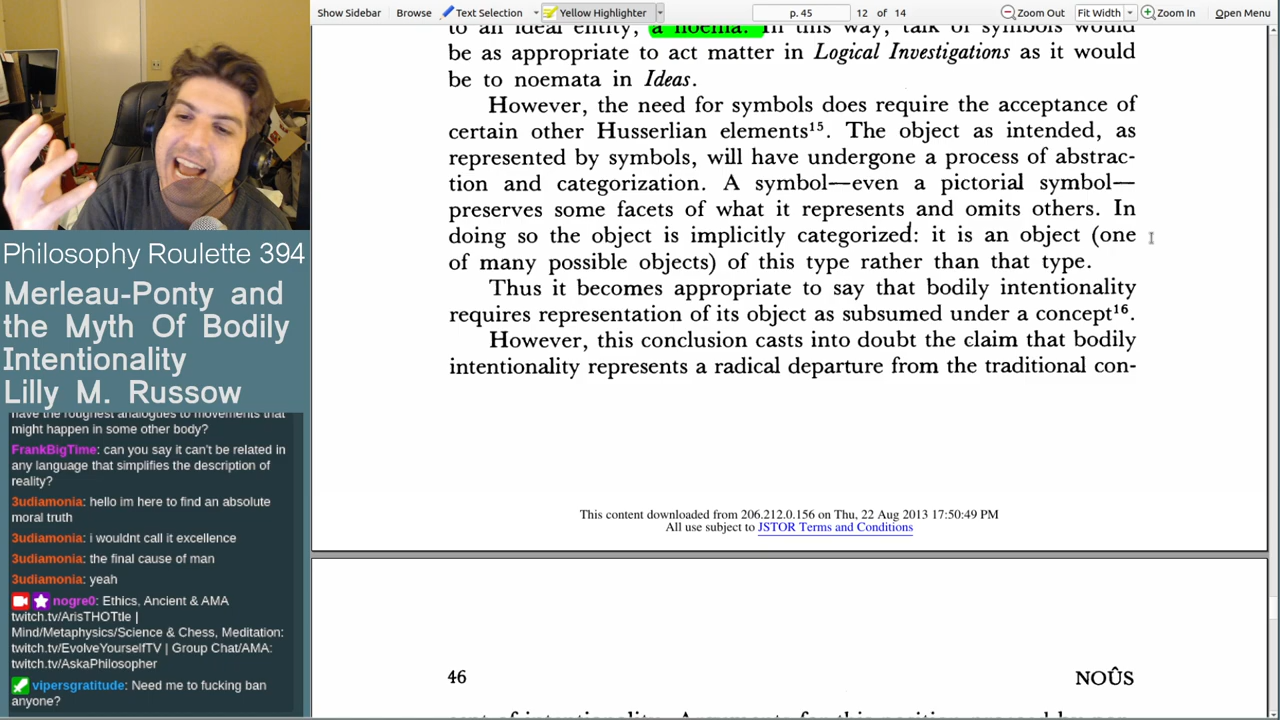 Show Sidebar Browse Text Selection Yellow Highlighter p. 45 12 of 14 Zoom Out Fit Width Zoom In Open Menu
to an ideal entity, a noema. In this way, talk of symbols would
be as appropriate to act matter in Logical Investigations as it would
be to noemata in Ideas.
However, the need for symbols does require the acceptance of
certain other Husserlian elements¹⁵. The object as intended, as
represented by symbols, will have undergone a process of abstrac-
tion and categorization. A symbol—even a pictorial symbol—
preserves some facets of what it represents and omits others. In
doing so the object is implicitly categorized: it is an object (one
of many possible objects) of this type rather than that type.
Thus it becomes appropriate to say that bodily intentionality
requires representation of its object as subsumed under a concept¹⁶.
However, this conclusion casts into doubt the claim that bodily
intentionality represents a radical departure from the traditional con-
This content downloaded from 206.212.0.156 on Thu, 22 Aug 2013 17:50:49 PM
All use subject to JSTOR Terms and Conditions
46 NOÛS
Philosophy Roulette 394
Merleau-Ponty and
the Myth Of Bodily
Intentionality
Lilly M. Russow
have the roughest analogues to movements that
might happen in some other body?
FrankBigTime: can you say it can't be related in
any language that simplifies the description of
reality?
3udiamonia: hello im here to find an absolute
moral truth
3udiamonia: i wouldnt call it excellence
3udiamonia: the final cause of man
3udiamonia: yeah
nogre0: Ethics, Ancient & AMA
twitch.tv/ArisTHOTtle |
Mind/Metaphysics/Science & Chess, Meditation:
twitch.tv/EvolveYourselfTV | Group Chat/AMA:
twitch.tv/AskaPhilosopher
vipersgratitude: Need me to fucking ban
anyone?